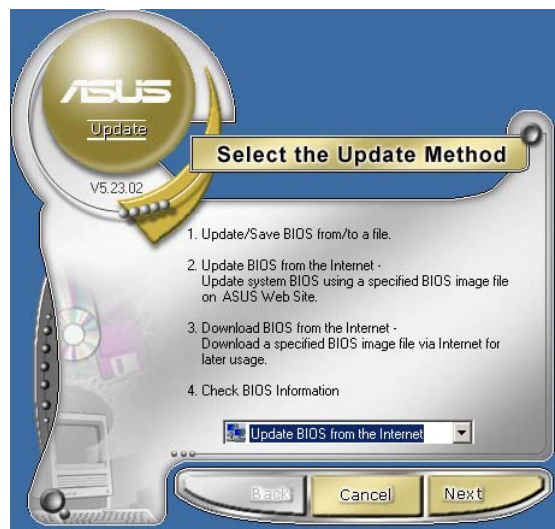 ASUS
Update
Select the Update Method
V5.23.02
1. Update/Save BIOS from/to a file.
2. Update BIOS from the Internet -
Update system BIOS using a specified BIOS image file
on ASUS Web Site.
3. Download BIOS from the Internet -
Download a specified BIOS image file via Internet for
later usage.
4. Check BIOS Information
Update BIOS from the Internet
Back
Cancel
Next